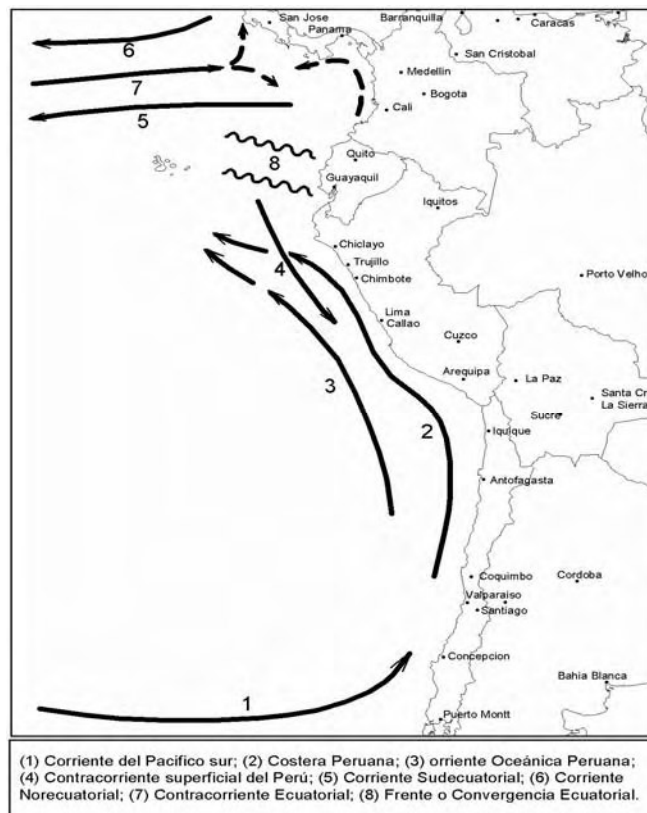 San Jose
Barranquilla
Caracas
Panama
San Cristobal
6
Medellin
7
Bogota
Cali
5
8
Quito
Guayaquil
Iquitos
Chiclayo
4
Trujillo
Chimbote
Porto Velho
Lima
Callao
Cuzco
3
Arequipa
La Paz
Santa Cr
La Sierra
Sucre
2
Iquique
Antofagasta
Coquimbo
Cordoba
Valparaiso
Santiago
Concepcion
1
Bahia Blanca
Puerto Montt
(1) Corriente del Pacifico sur; (2) Costera Peruana; (3) orriente Oceánica Peruana;
(4) Contracorriente superficial del Perú; (5) Corriente Sudecuatorial; (6) Corriente
Norecuatorial; (7) Contracorriente Ecuatorial; (8) Frente o Convergencia Ecuatorial.